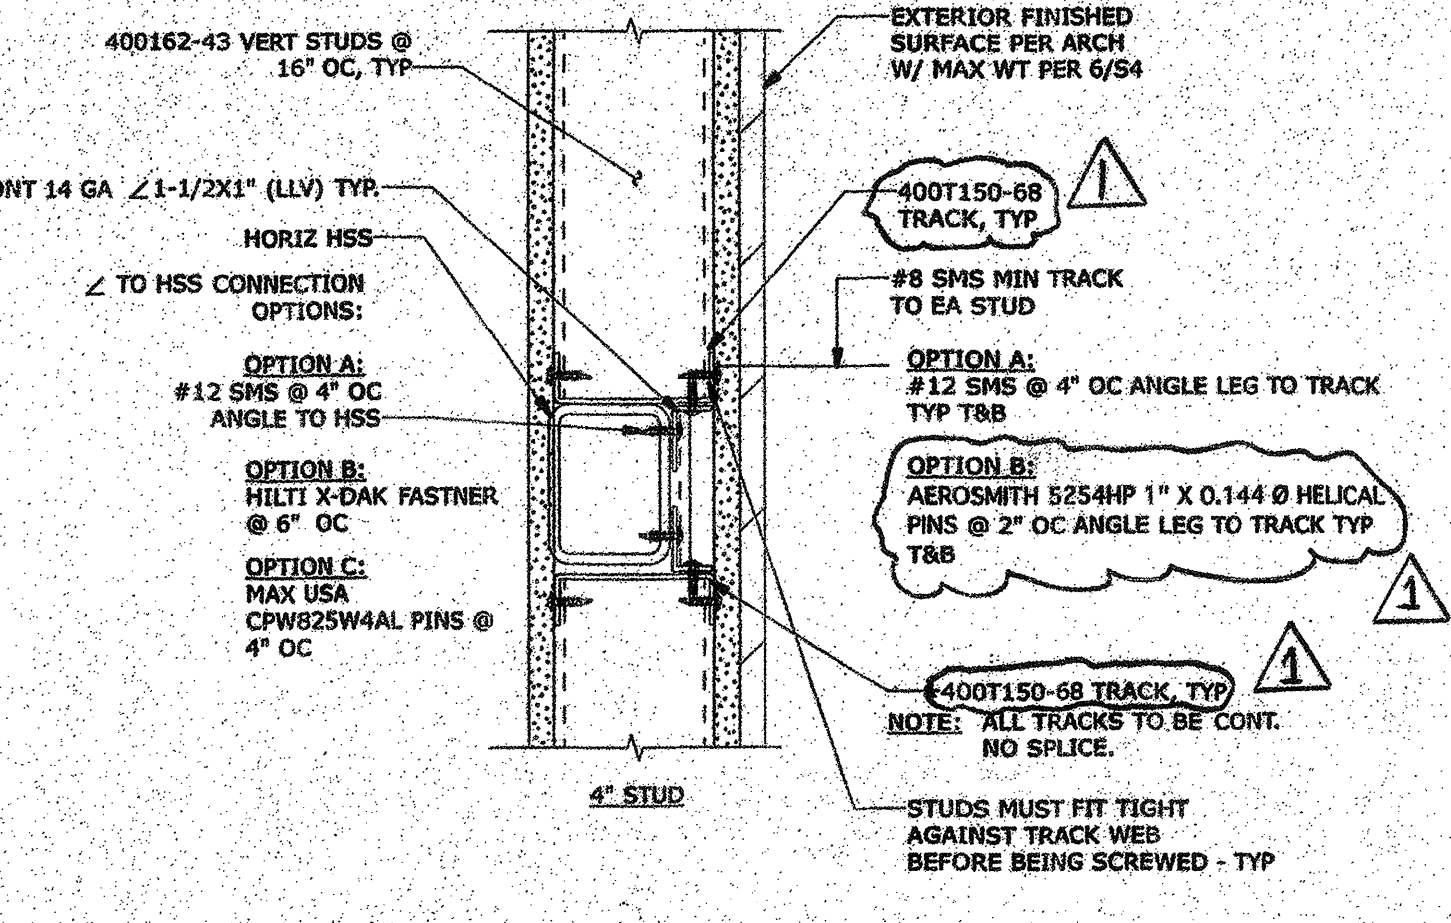 400162-43 VERT STUDS @
16" OC, TYP
14 GA ∠1-1/2X1" (LLV) TYP.
HORIZ HSS
∠ TO HSS CONNECTION
OPTIONS:
OPTION A:
#12 SMS @ 4" OC
ANGLE TO HSS
OPTION B:
HILTI X-DAK FASTNER
@ 6" OC
OPTION C:
MAX USA
CPW825W4AL PINS @
4" OC
4" STUD
EXTERIOR FINISHED
SURFACE PER ARCH
W/ MAX WT PER 6/S4
400T150-68
TRACK, TYP
1
#8 SMS MIN TRACK
TO EA STUD
OPTION A:
#12 SMS @ 4" OC ANGLE LEG TO TRACK
TYP T&B
OPTION B:
AEROSMITH 5254HP 1" X 0.144 Ø HELICAL
PINS @ 2" OC ANGLE LEG TO TRACK TYP
T&B
1
400T150-68 TRACK, TYP
1
NOTE: ALL TRACKS TO BE CONT.
NO SPLICE.
STUDS MUST FIT TIGHT
AGAINST TRACK WEB
BEFORE BEING SCREWED - TYP